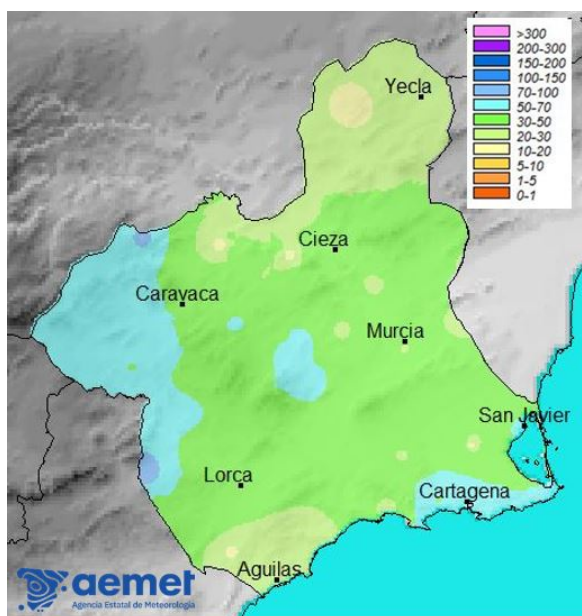 >300
200-300
150-200
100-150
70-100
50-70
30-50
20-30
10-20
5-10
1-5
0-1
Yecla
Cieza
Caravaca
Murcia
San Javier
Lorca
Cartagena
Aguilas
aemet
Agencia Estatal de Meteorología